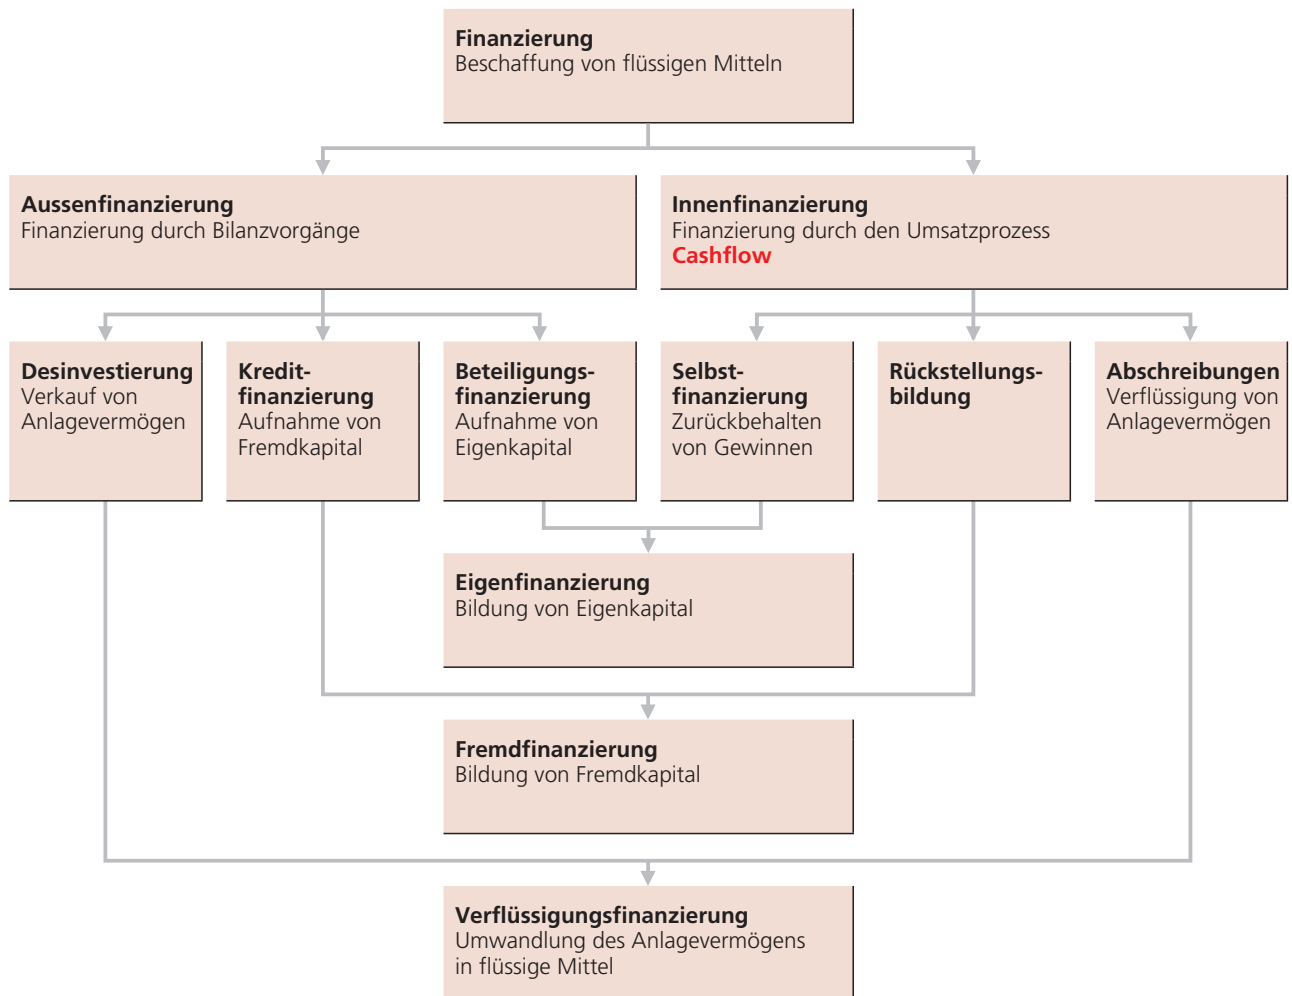 Finanzierung
Beschaffung von flüssigen Mitteln
Aussenfinanzierung
Finanzierung durch Bilanzvorgänge
Innenfinanzierung
Finanzierung durch den Umsatzprozess
Cashflow
Desinvestierung
Verkauf von
Anlagevermögen
Kredit-
finanzierung
Aufnahme von
Fremdkapital
Beteiligungs-
finanzierung
Aufnahme von
Eigenkapital
Selbst-
finanzierung
Zurückbehalten
von Gewinnen
Rückstellungs-
bildung
Abschreibungen
Verflüssigung von
Anlagevermögen
Eigenfinanzierung
Bildung von Eigenkapital
Fremdfinanzierung
Bildung von Fremdkapital
Verflüssigungsfinanzierung
Umwandlung des Anlagevermögens
in flüssige Mittel